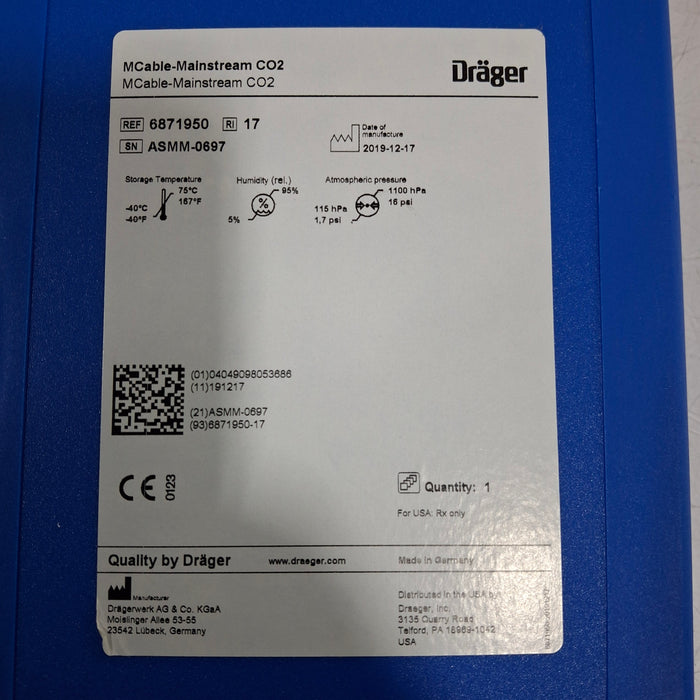 MCable-Mainstream CO2
MCable-Mainstream CO2
Dräger
REF 6871950 RI 17
SN ASMM-0697
Date of
manufacture
2019-12-17
Storage Temperature
75°C
167°F
-40°C
-40°F
Humidity (rel.)
95%
%
5%
Atmospheric pressure
1100 hPa
16 psi
115 hPa
1,7 psi
(01)04049098053686
(11)191217
(21)ASMM-0697
(93)6871950-17
CE 0123
Quantity: 1
For USA: Rx only
Quality by Dräger www.draeger.com Made in Germany
Manufacturer
Drägerwerk AG & Co. KGaA
Moislinger Allee 53-55
23542 Lübeck, Germany
Distributed in the USA by
Draeger, Inc.
3135 Quarry Road
Telford, PA 18969-1042
USA